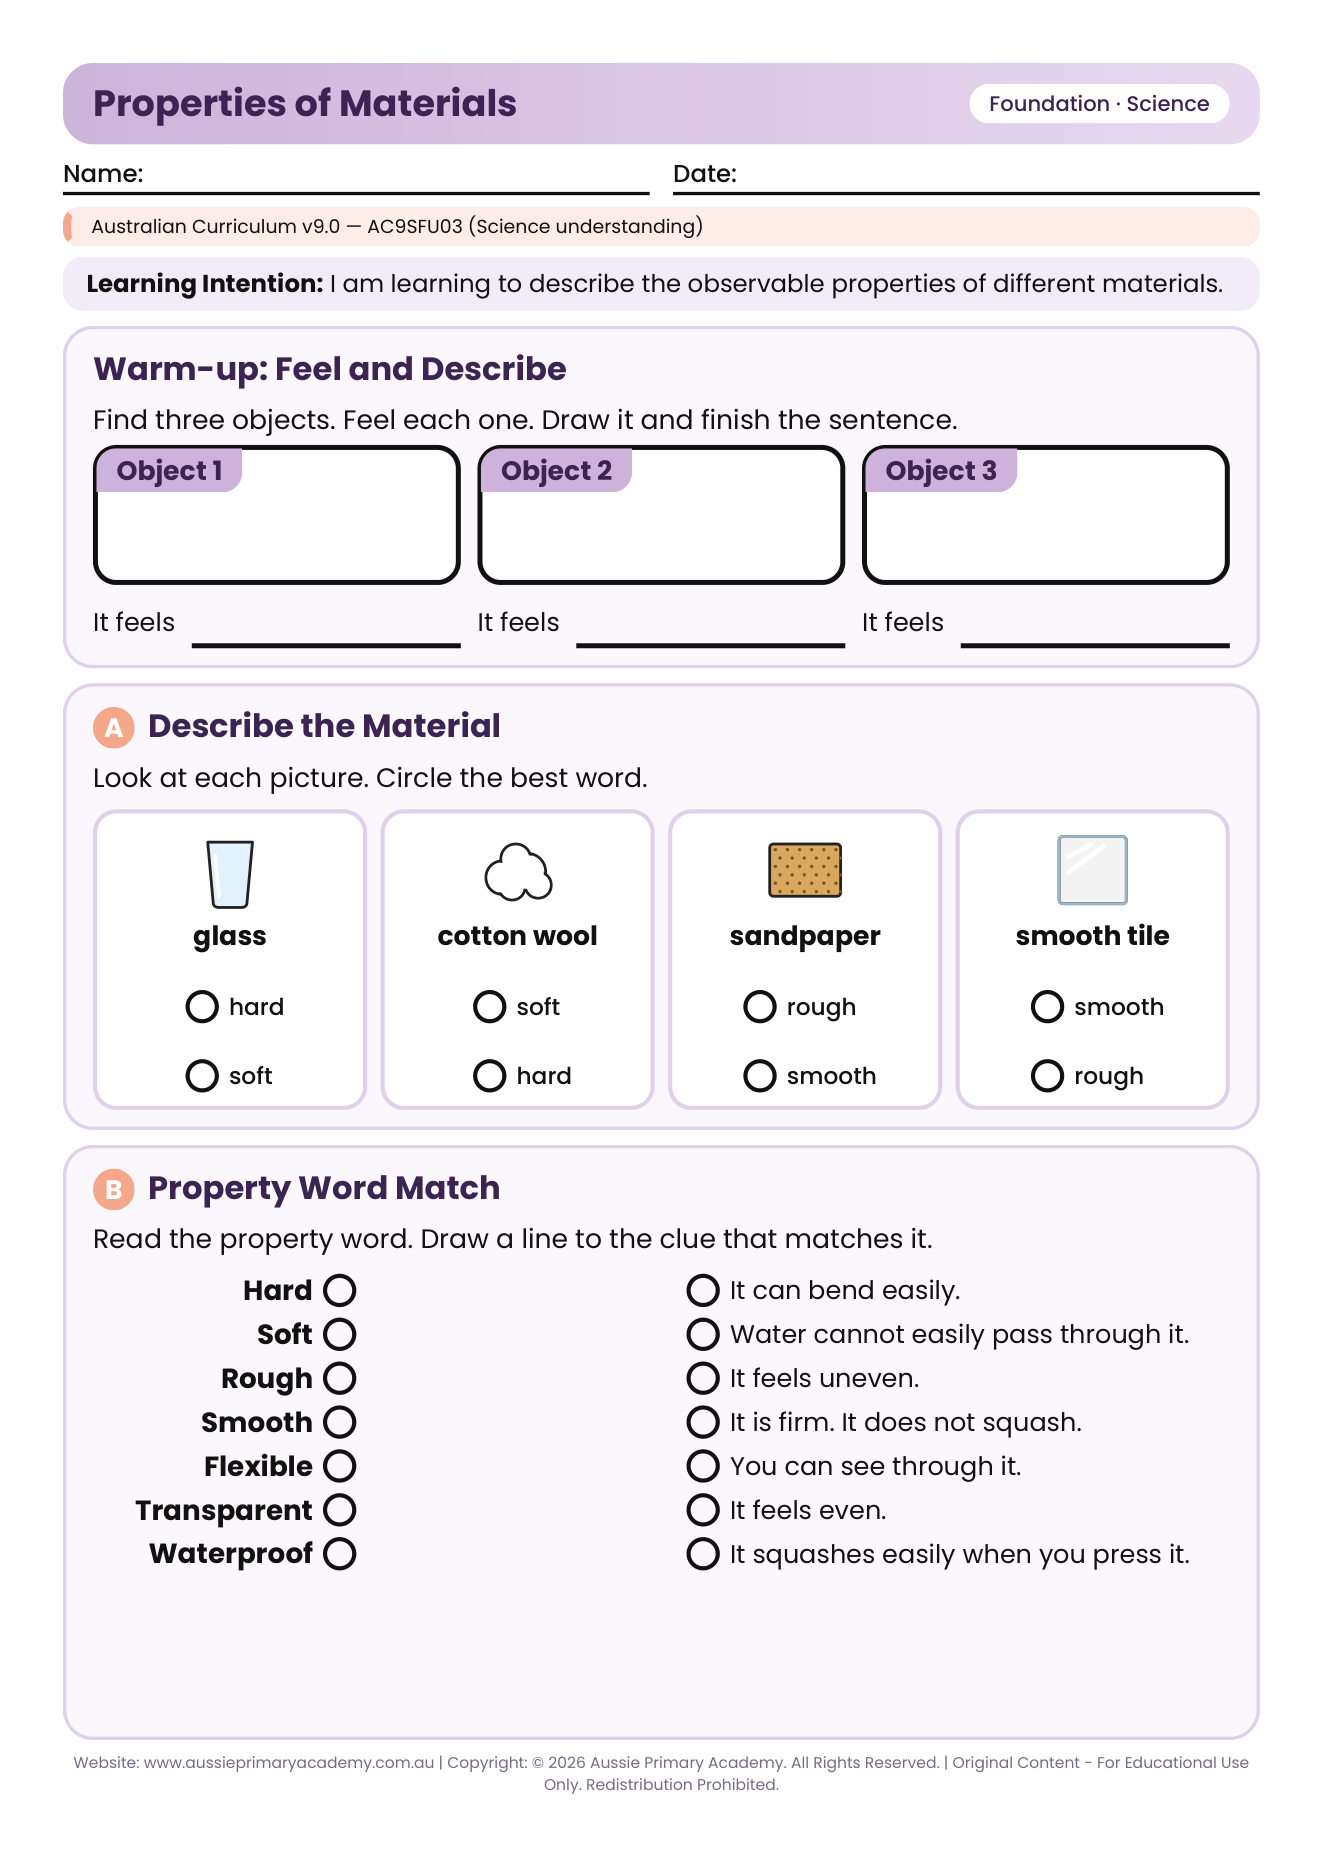 Properties of Materials
Foundation · Science
Name:
Date:
Australian Curriculum v9.0 — AC9SFU03 (Science understanding)
Learning Intention: I am learning to describe the observable properties of different materials.
Warm-up: Feel and Describe
Find three objects. Feel each one. Draw it and finish the sentence.
Object 1
Object 2
Object 3
It feels
It feels
It feels
A Describe the Material
Look at each picture. Circle the best word.
glass
hard
soft
cotton wool
soft
hard
sandpaper
rough
smooth
smooth tile
smooth
rough
B Property Word Match
Read the property word. Draw a line to the clue that matches it.
Hard
It can bend easily.
Soft
Water cannot easily pass through it.
Rough
It feels uneven.
Smooth
It is firm. It does not squash.
Flexible
You can see through it.
Transparent
It feels even.
Waterproof
It squashes easily when you press it.
Website: www.aussieprimaryacademy.com.au | Copyright: © 2026 Aussie Primary Academy. All Rights Reserved. | Original Content - For Educational Use
Only. Redistribution Prohibited.